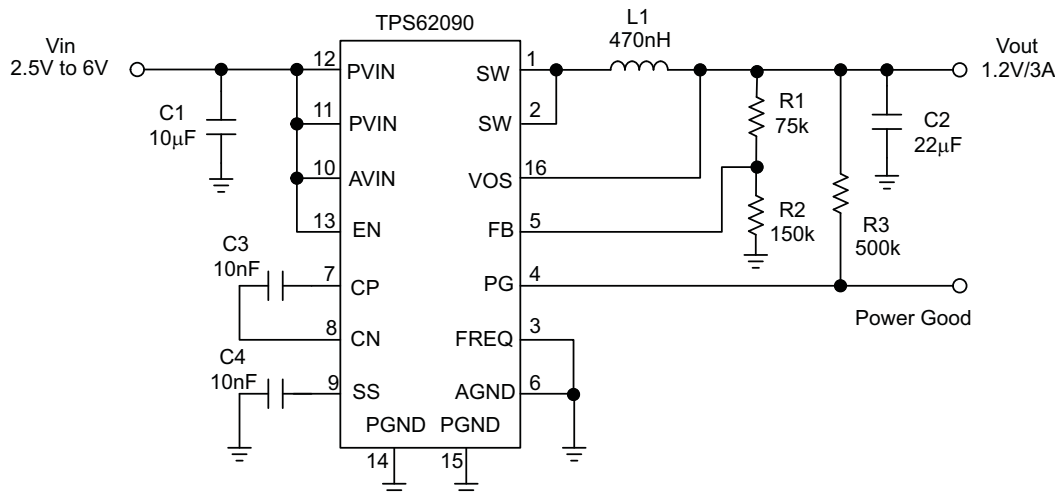 TPS62090
Vin
2.5V to 6V
C1
10μF
12
PVIN
11
PVIN
10
AVIN
13
EN
C3
10nF
7
CP
8
CN
C4
10nF
9
SS
PGND
PGND
14
15
SW
1
SW
2
VOS
16
FB
5
PG
4
FREQ
3
AGND
6
L1
470nH
R1
75k
R2
150k
R3
500k
C2
22μF
Vout
1.2V/3A
Power Good